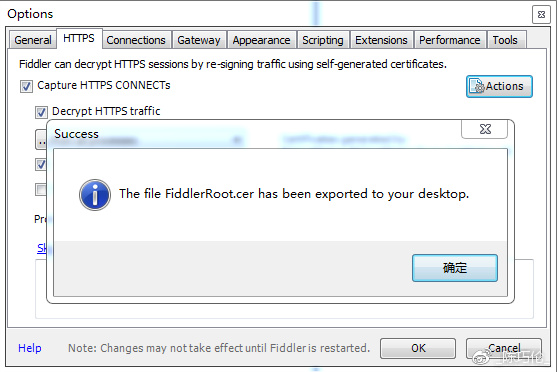 Options
General HTTPS Connections Gateway Appearance Scripting Extensions Performance Tools
Fiddler can decrypt HTTPS sessions by re-signing traffic using self-generated certificates.
Capture HTTPS CONNECTs
Actions
Decrypt HTTPS traffic
Success
The file FiddlerRoot.cer has been exported to your desktop.
确定
Help
Note: Changes may not take effect until Fiddler is restarted.
OK
Cancel